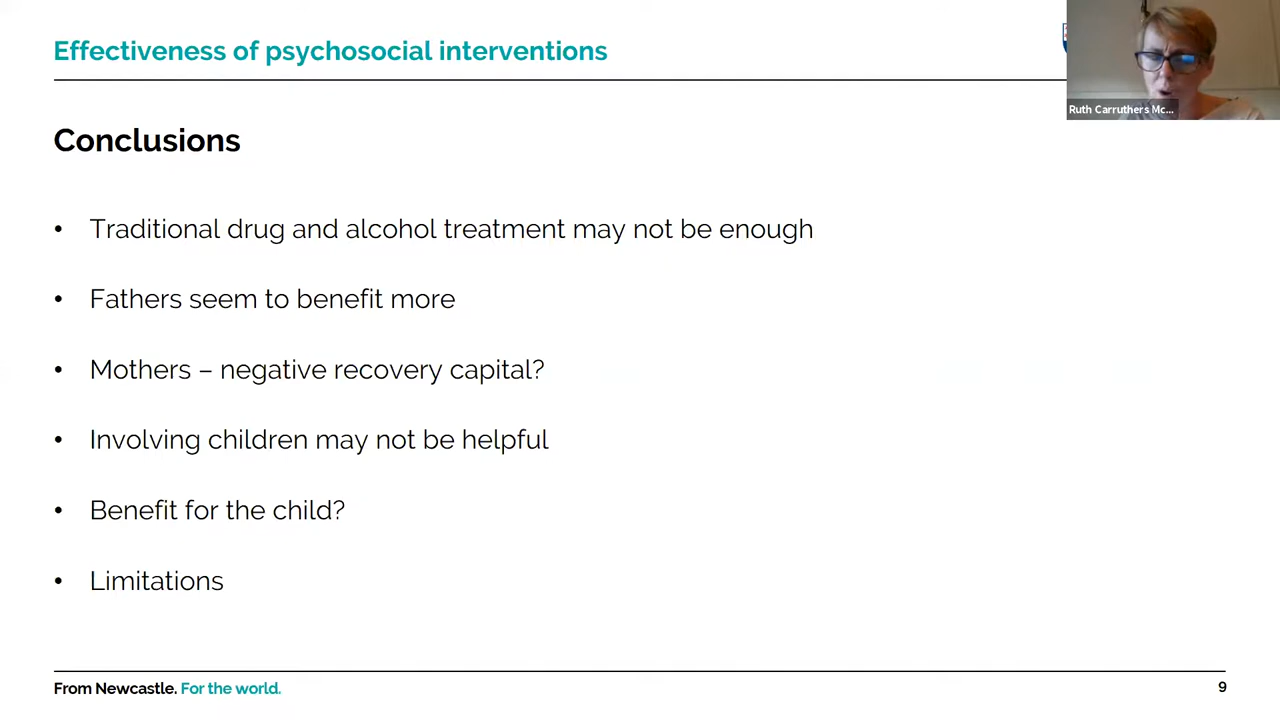 Effectiveness of psychosocial interventions
Ruth Carruthers Mc...
Conclusions
• Traditional drug and alcohol treatment may not be enough
• Fathers seem to benefit more
• Mothers – negative recovery capital?
• Involving children may not be helpful
• Benefit for the child?
• Limitations
From Newcastle. For the world.
9